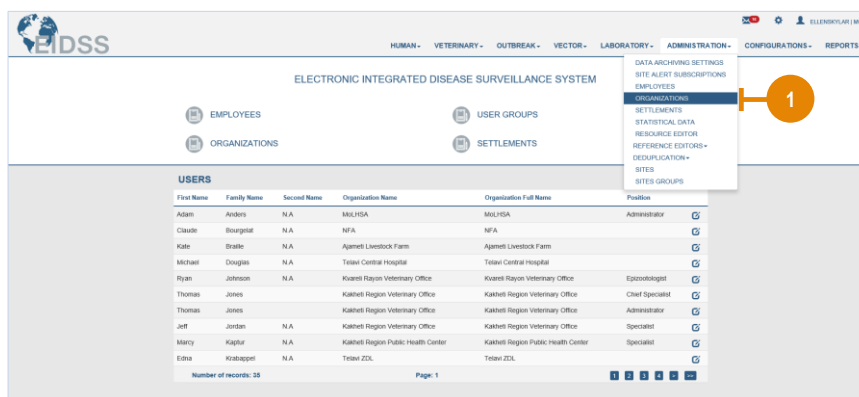 EIDSS
ELLENSKYLAR | M
HUMAN VETERINARY OUTBREAK VECTOR LABORATORY ADMINISTRATION CONFIGURATIONS REPORTS
DATA ARCHIVING SETTINGS
SITE ALERT SUBSCRIPTIONS
EMPLOYEES
ORGANIZATIONS
SETTLEMENTS
STATISTICAL DATA
RESOURCE EDITOR
REFERENCE EDITORS
DEDUPLICATION
SITES
SITES GROUPS
1
ELECTRONIC INTEGRATED DISEASE SURVEILLANCE SYSTEM
EMPLOYEES USER GROUPS
ORGANIZATIONS SETTLEMENTS
USERS
First Name Family Name Second Name Organization Name Organization Full Name Position
Adam Anders N.A MoLHSA MoLHSA Administrator
Claude Bourgelat N.A NFA NFA
Kate Braille N.A Ajameti Livestock Farm Ajameti Livestock Farm
Michael Douglas N.A Telavi Central Hospital Telavi Central Hospital
Ryan Johnson N.A Kvareli Rayon Veterinary Office Kvareli Rayon Veterinary Office Epizootologist
Thomas Jones Kakheti Region Veterinary Office Kakheti Region Veterinary Office Chief Specialist
Thomas Jones Kakheti Region Veterinary Office Kakheti Region Veterinary Office Administrator
Jeff Jordan N.A Kakheti Region Veterinary Office Kakheti Region Veterinary Office Specialist
Marcy Kaptur N.A Kakheti Region Public Health Center Kakheti Region Public Health Center Specialist
Edna Krabappel N.A Telavi ZDL Telavi ZDL
Number of records: 35 Page: 1 1 2 3 4 > >>